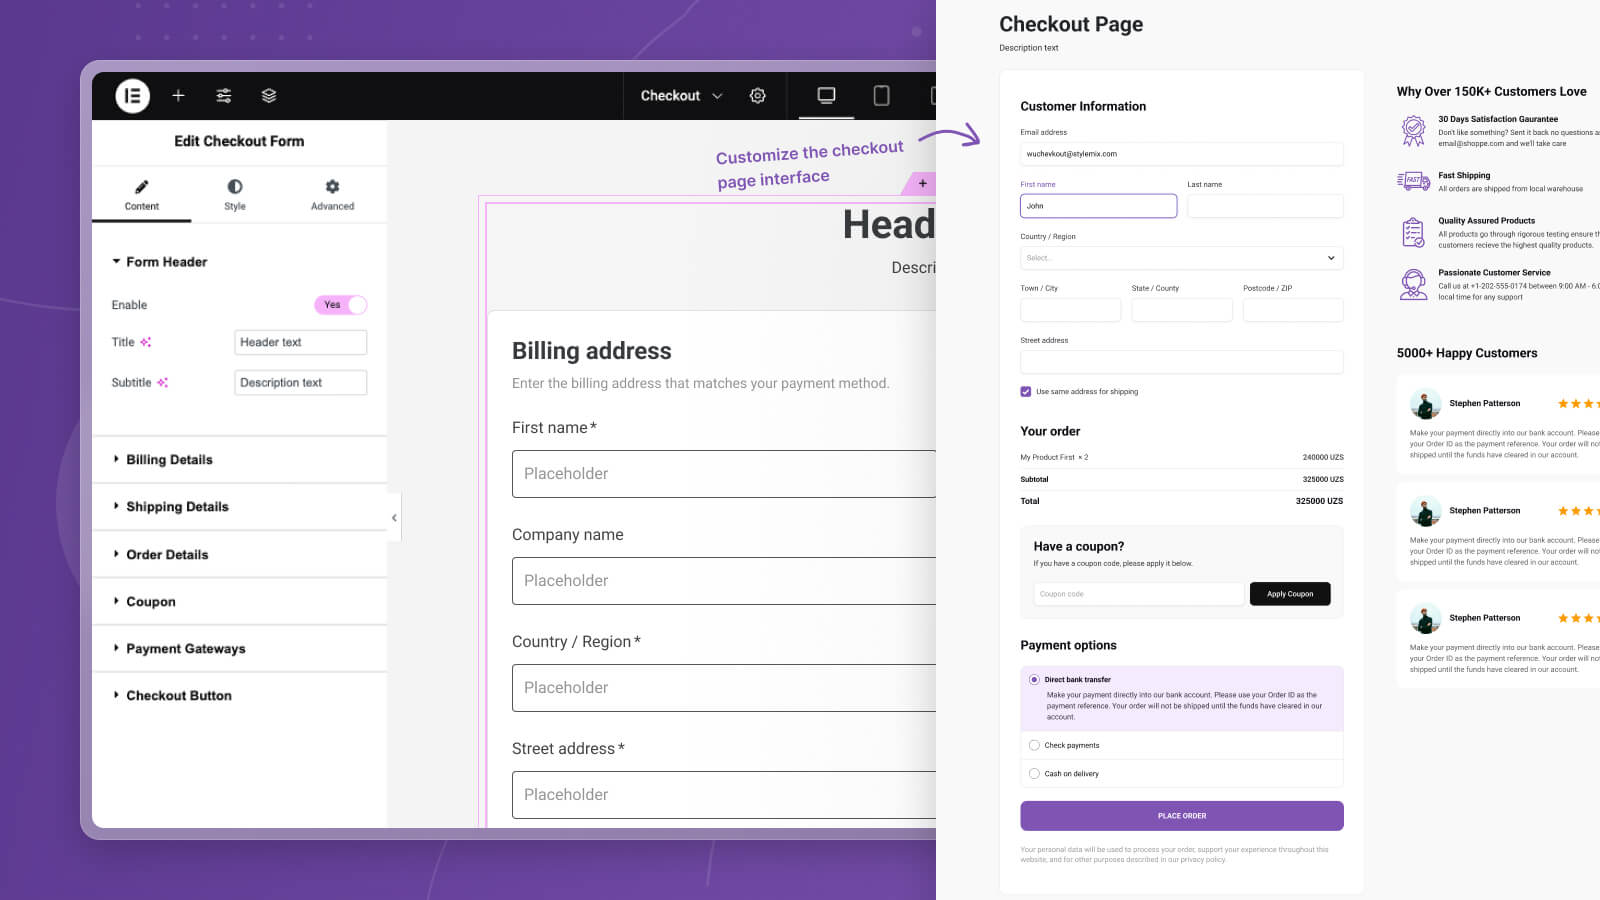 Checkout
Edit Checkout Form
Content
Style
Advanced
Form Header
Enable
Yes
Title
Header text
Subtitle
Description text
Billing Details
Shipping Details
Order Details
Coupon
Payment Gateways
Checkout Button
Customize the checkout
page interface
Head
Descri
Billing address
Enter the billing address that matches your payment method.
First name*
Placeholder
Company name
Placeholder
Country / Region*
Placeholder
Street address*
Placeholder
Checkout Page
Description text
Customer Information
Email address
wuchevkout@stylemix.com
First name
Last name
John
Country / Region
Select..
Town / City
State / County
Postcode / ZIP
Street address
Use same address for shipping
Your order
My Product First × 2
240000 UZS
Subtotal
325000 UZS
Total
325000 UZS
Have a coupon?
If you have a coupon code, please apply it below.
Coupon code
Apply Coupon
Payment options
Direct bank transfer
Make your payment directly into our bank account. Please use your Order ID as the
payment reference. Your order will not be shipped until the funds have cleared in our
account.
Check payments
Cash on delivery
PLACE ORDER
Your personal data will be used to process your order, support your experience throughout this
website, and for other purposes described in our privacy policy.
Why Over 150K+ Customers Love
30 Days Satisfaction Gaurantee
Don't like something? Sent it back no questions as
email@shoppe.com and we'll take care
FAST
Fast Shipping
All orders are shipped from local warehouse
Quality Assured Products
All products go through rigorous testing ensure th
customers recieve the highest quality products.
Passionate Customer Service
Call us at +1-202-555-0174 between 9:00 AM - 6:0
local time for any support
5000+ Happy Customers
Stephen Patterson
Make your payment directly into our bank account. Please
your Order ID as the payment reference. Your order will not
shipped until the funds have cleared in our account.
Stephen Patterson
Make your payment directly into our bank account. Please
your Order ID as the payment reference. Your order will not
shipped until the funds have cleared in our account.
Stephen Patterson
Make your payment directly into our bank account. Please
your Order ID as the payment reference. Your order will not
shipped until the funds have cleared in our account.